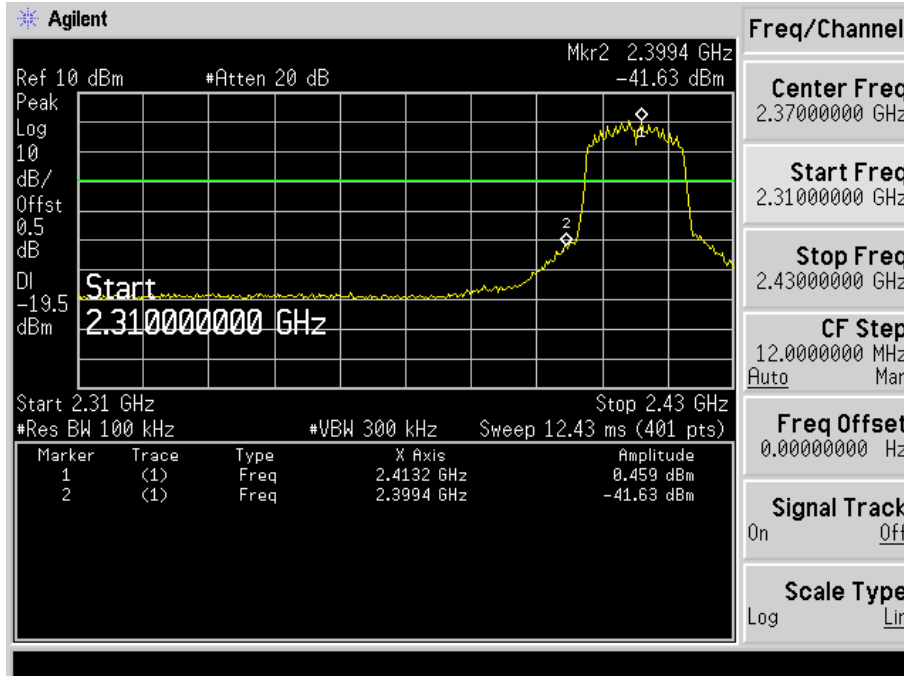 Agilent
Freq/Channel
Mkr2 2.3994 GHz
Ref 10 dBm #Atten 20 dB -41.63 dBm
Peak
Log
10
dB/
Offst
0.5
dB
DI
-19.5
dBm
1
2
Start
2.310000000 GHz
Start 2.31 GHz Stop 2.43 GHz
#Res BW 100 kHz #VBW 300 kHz Sweep 12.43 ms (401 pts)
Marker Trace Type X Axis Amplitude
1 (1) Freq 2.4132 GHz 0.459 dBm
2 (1) Freq 2.3994 GHz -41.63 dBm
Center Freq
2.37000000 GHz
Start Freq
2.31000000 GHz
Stop Freq
2.43000000 GHz
CF Step
12.0000000 MHz
Auto Man
Freq Offset
0.00000000 Hz
Signal Track
On Off
Scale Type
Log Lin